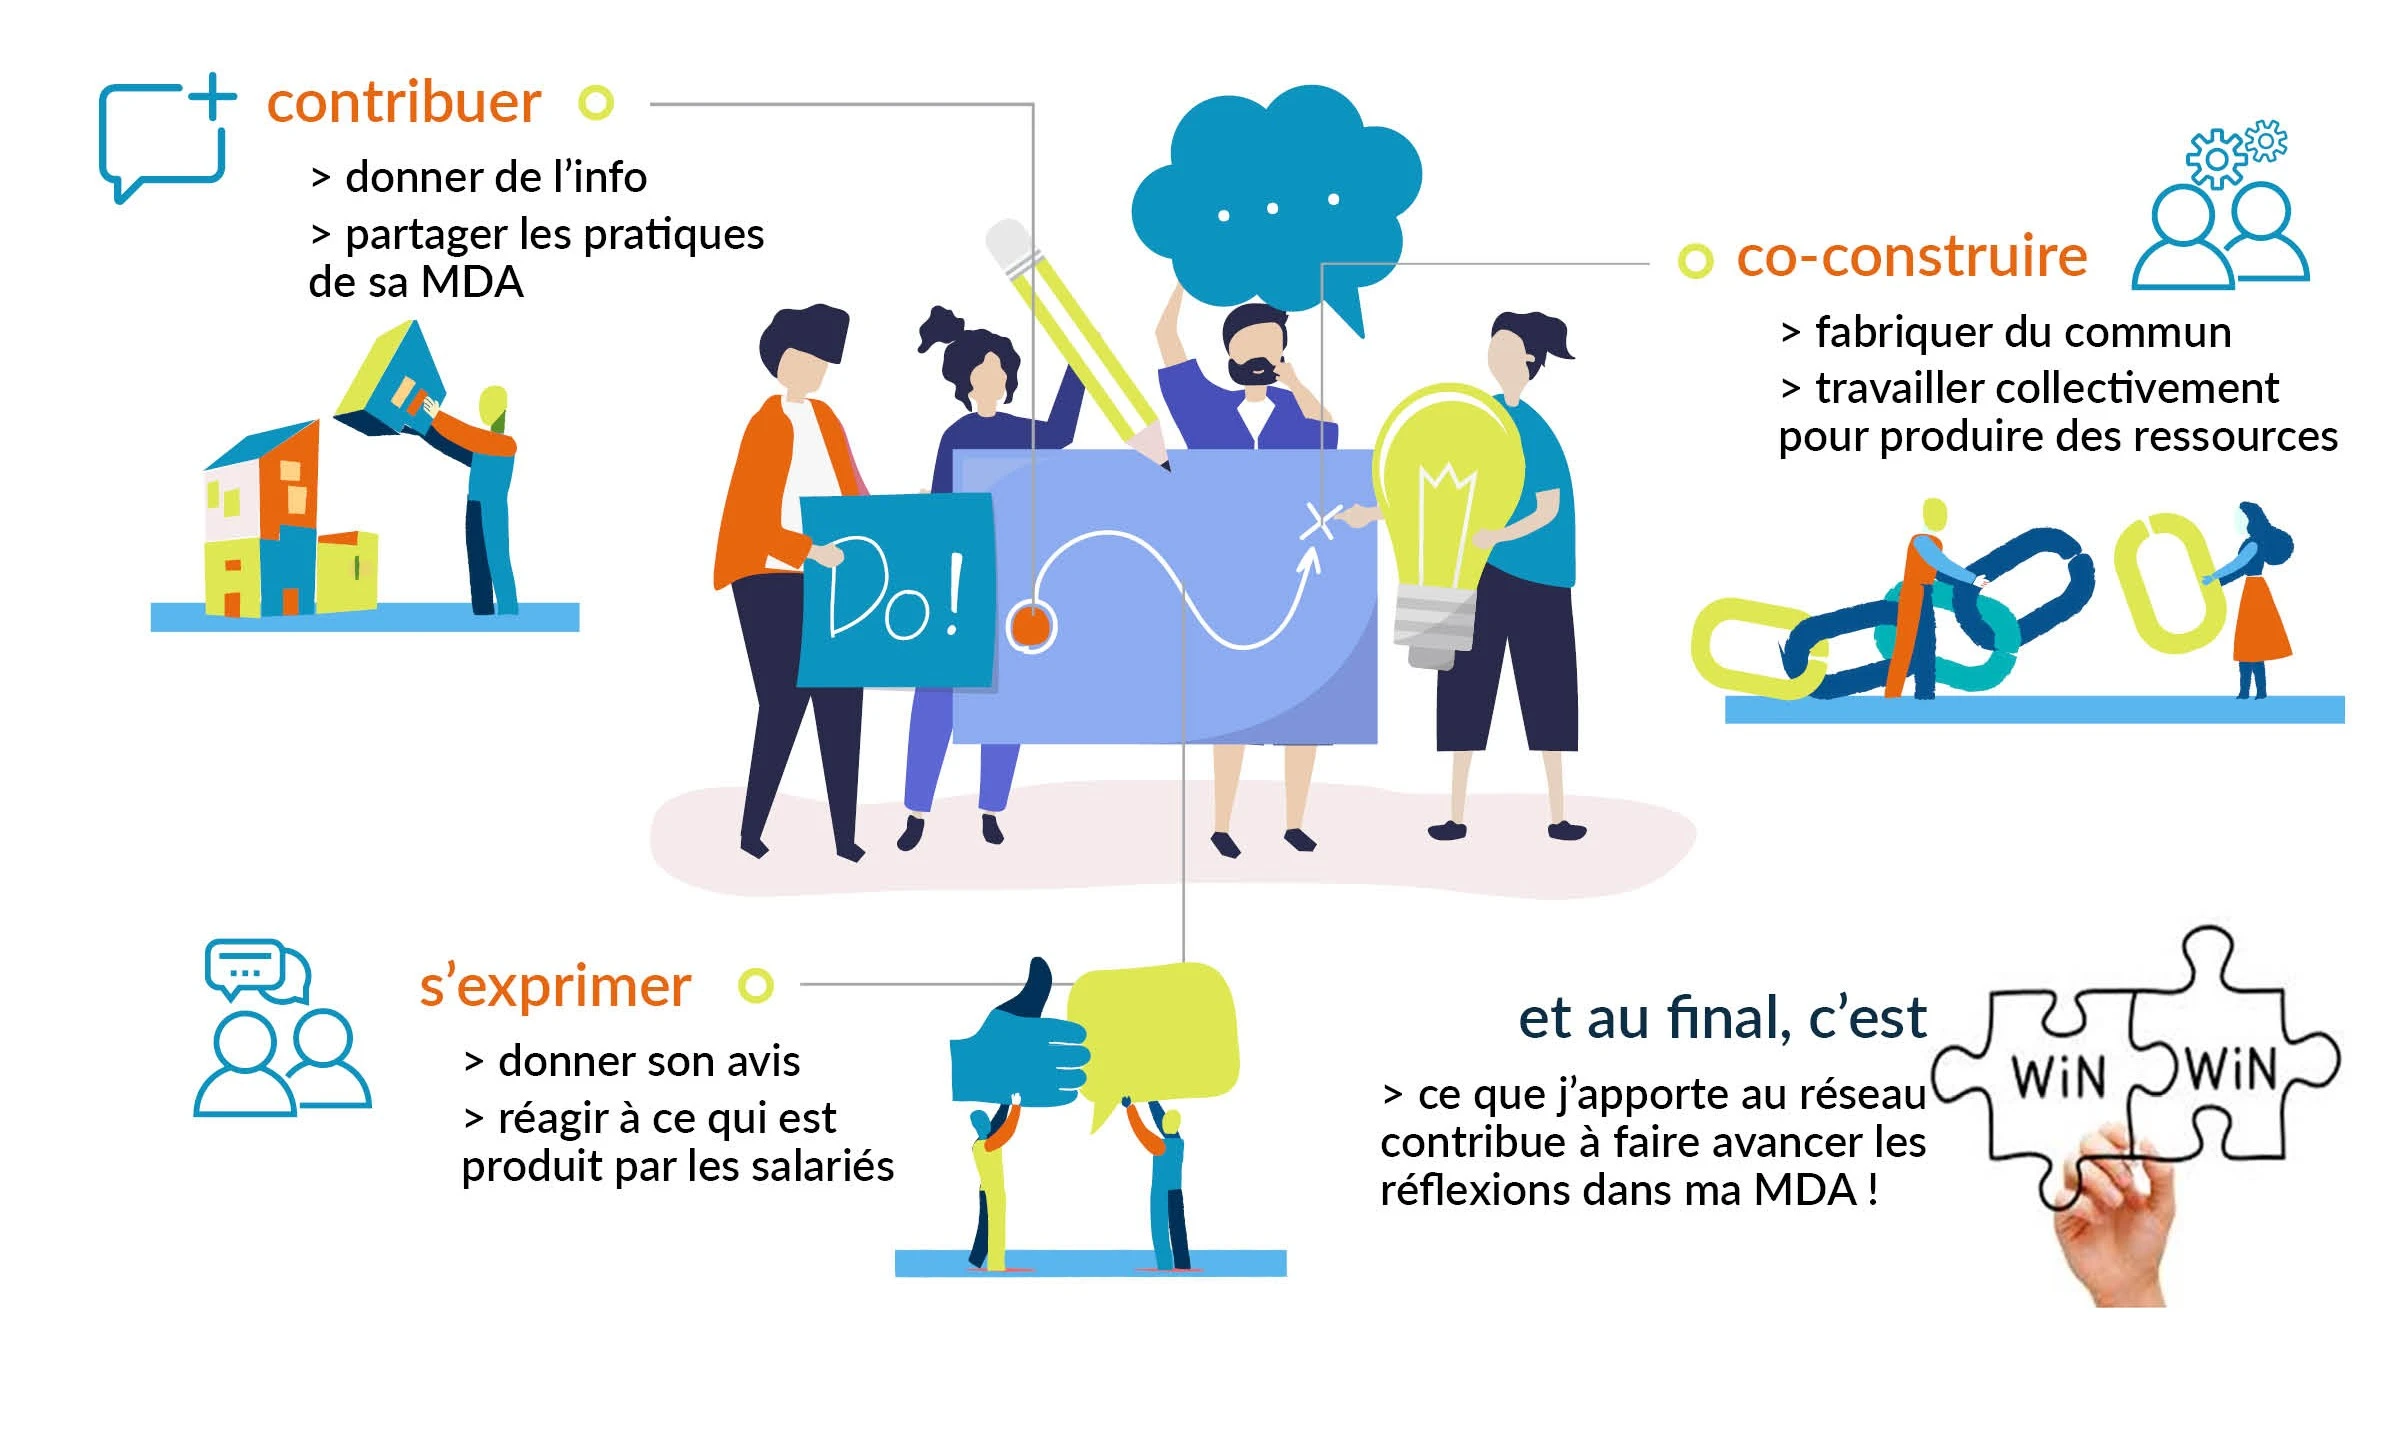 contribuer
> donner de l’info
> partager les pratiques
de sa MDA
co-construire
> fabriquer du commun
> travailler collectivement
pour produire des ressources
Do!
s’exprimer
> donner son avis
> réagir à ce qui est
produit par les salariés
et au final, c’est
WiN WiN
> ce que j’apporte au réseau
contribue à faire avancer les
réflexions dans ma MDA !